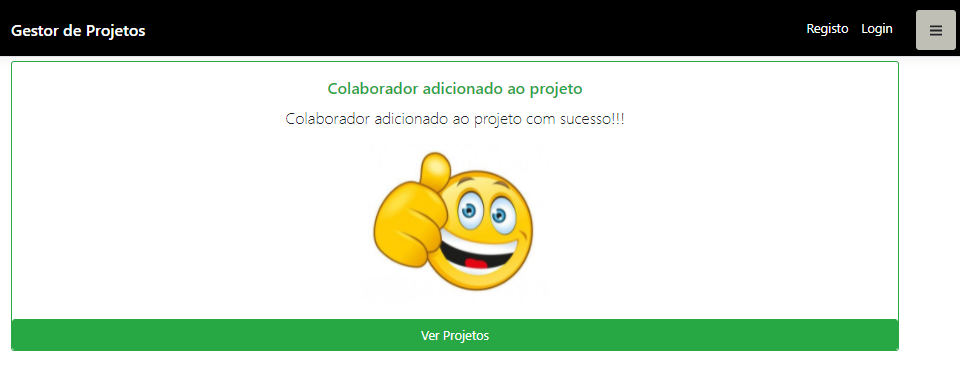 Gestor de Projetos
Registo Login
Colaborador adicionado ao projeto
Colaborador adicionado ao projeto com sucesso!!!
Ver Projetos